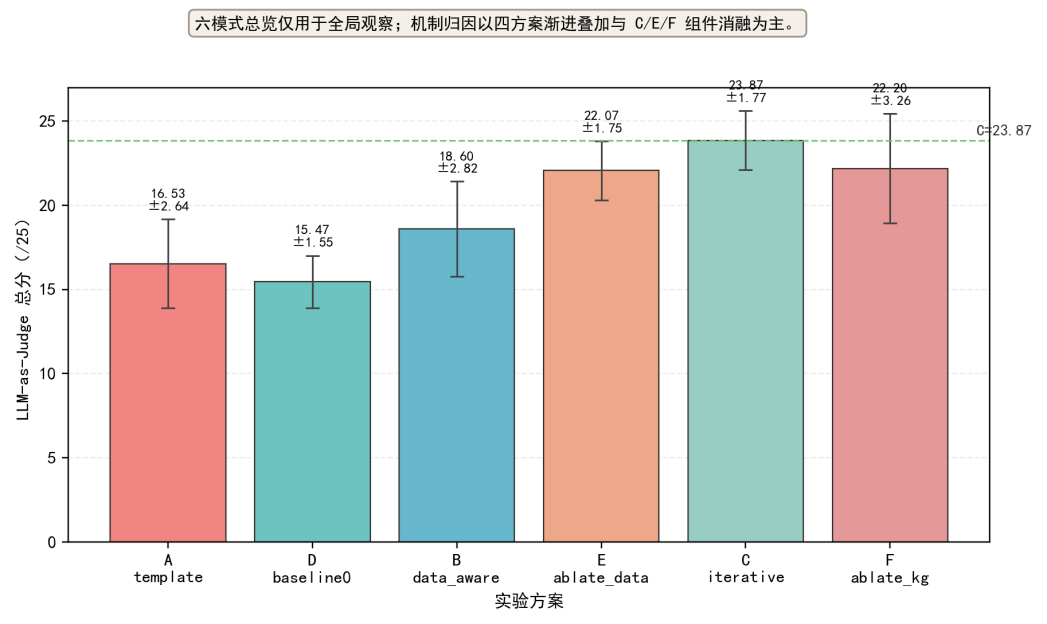 六模式总览仅用于全局观察；机制归因以四方案渐进叠加与 C/E/F 组件消融为主。
LLM-as-Judge 总分（/25）
25
20
15
10
5
0
16.53
±2.64
15.47
±1.55
18.60
±2.82
22.07
±1.75
23.87
±1.77
22.20
±3.26
C=23.87
A
template
D
baseline0
B
data_aware
E
ablate_data
C
iterative
F
ablate_kg
实验方案